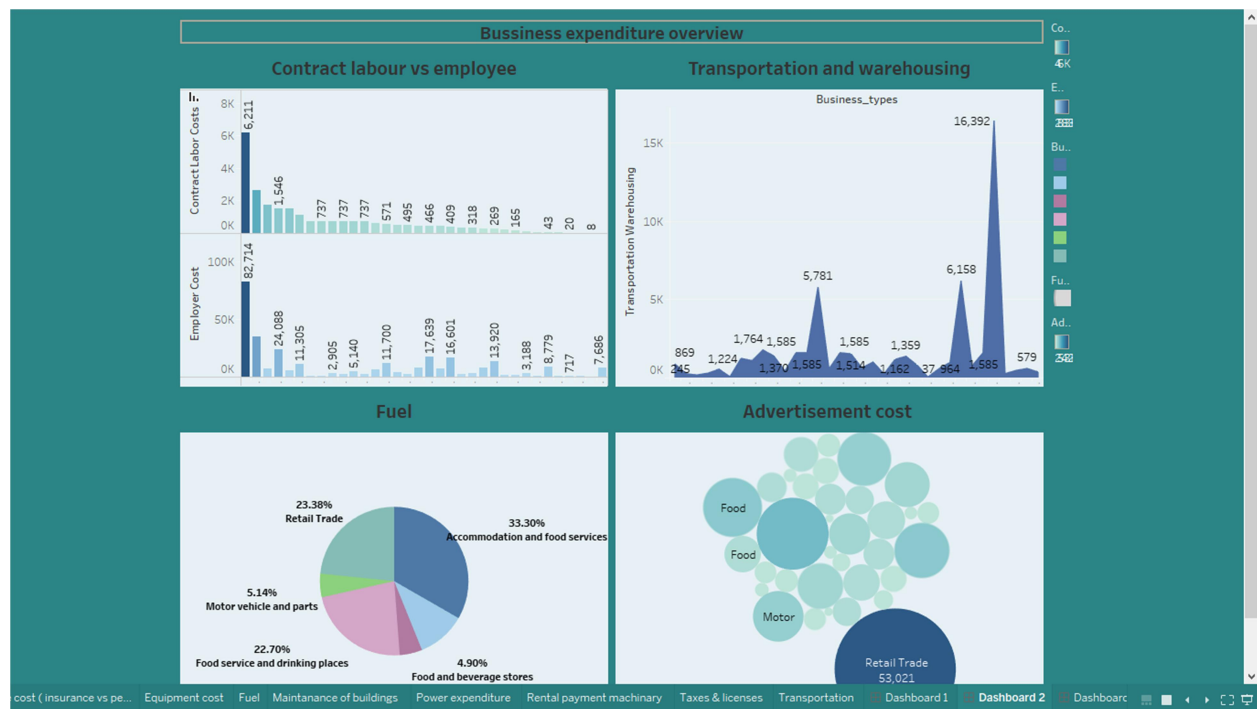 Bussiness expenditure overview
Contract labour vs employee
Contract Labor Costs
8K
6K
4K
2K
0K
6,211
1,546
737
737
737
571
495
466
409
318
269
165
43
20
8
Employer Cost
100K
50K
0K
82,714
24,088
11,305
2,905
5,140
11,700
17,639
16,601
13,920
3,188
8,779
717
7,686
Transportation and warehousing
Business_types
Transportation Warehousing
15K
10K
5K
0K
869
245
1,224
1,764
1,585
1,370
1,585
5,781
1,585
1,514
1,162
1,359
37
964
6,158
1,585
16,392
579
Co..
E..
Bu..
Fu..
Ad..
Fuel
23.38%
Retail Trade
33.30%
Accommodation and food services
5.14%
Motor vehicle and parts
22.70%
Food service and drinking places
4.90%
Food and beverage stores
Advertisement cost
Food
Food
Motor
Retail Trade
53,021
cost ( insurance vs pe... Equipment cost Fuel Maintanance of buildings Power expenditure Rental payment machinary Taxes & licenses Transportation Dashboard 1 Dashboard 2 Dashboard